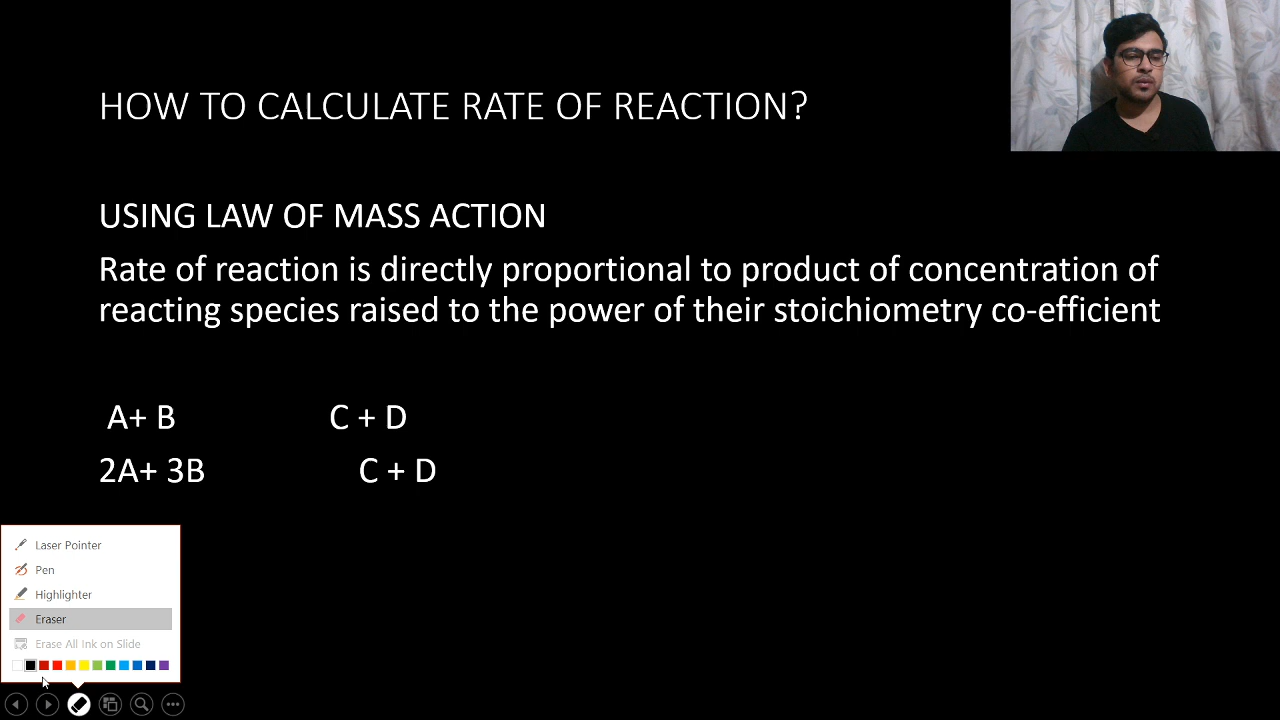 HOW TO CALCULATE RATE OF REACTION?
USING LAW OF MASS ACTION
Rate of reaction is directly proportional to product of concentration of
reacting species raised to the power of their stoichiometry co-efficient
A+ B C + D
2A+ 3B C + D
Laser Pointer
Pen
Highlighter
Eraser
Erase All Ink on Slide